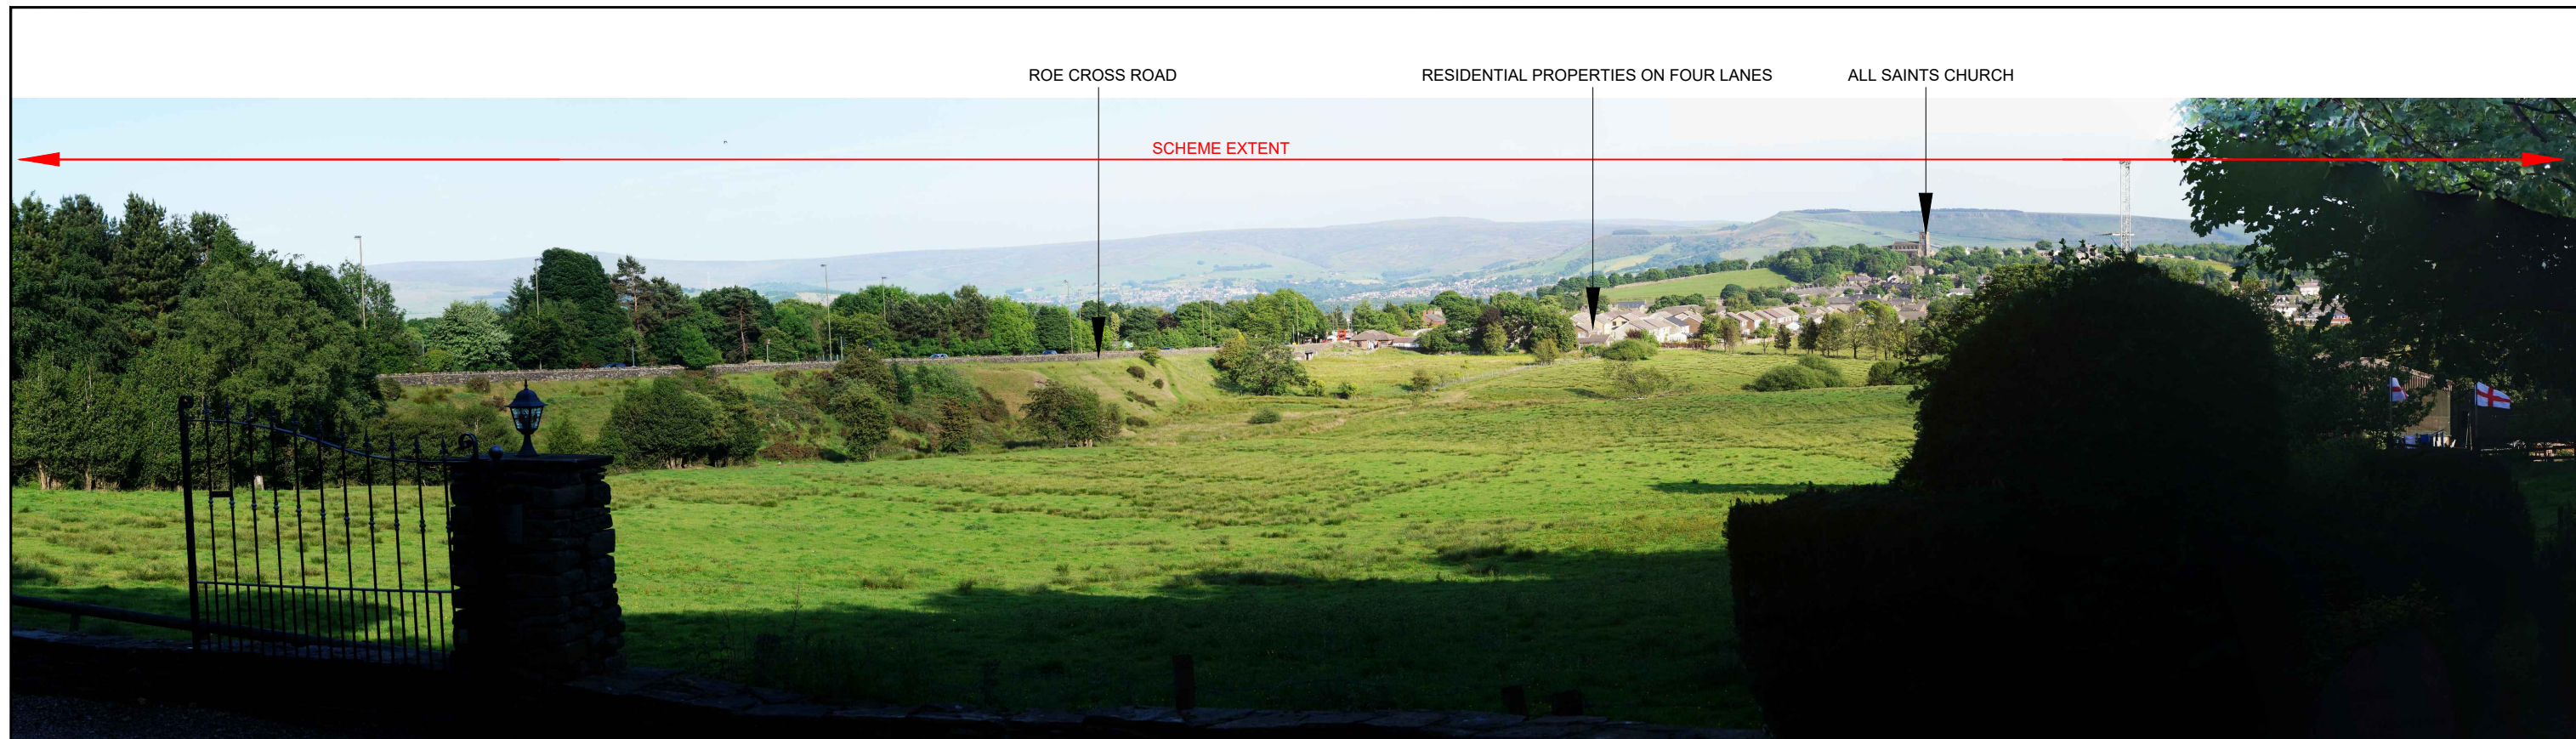 ROE CROSS ROAD
RESIDENTIAL PROPERTIES ON FOUR LANES
ALL SAINTS CHURCH
SCHEME EXTENT